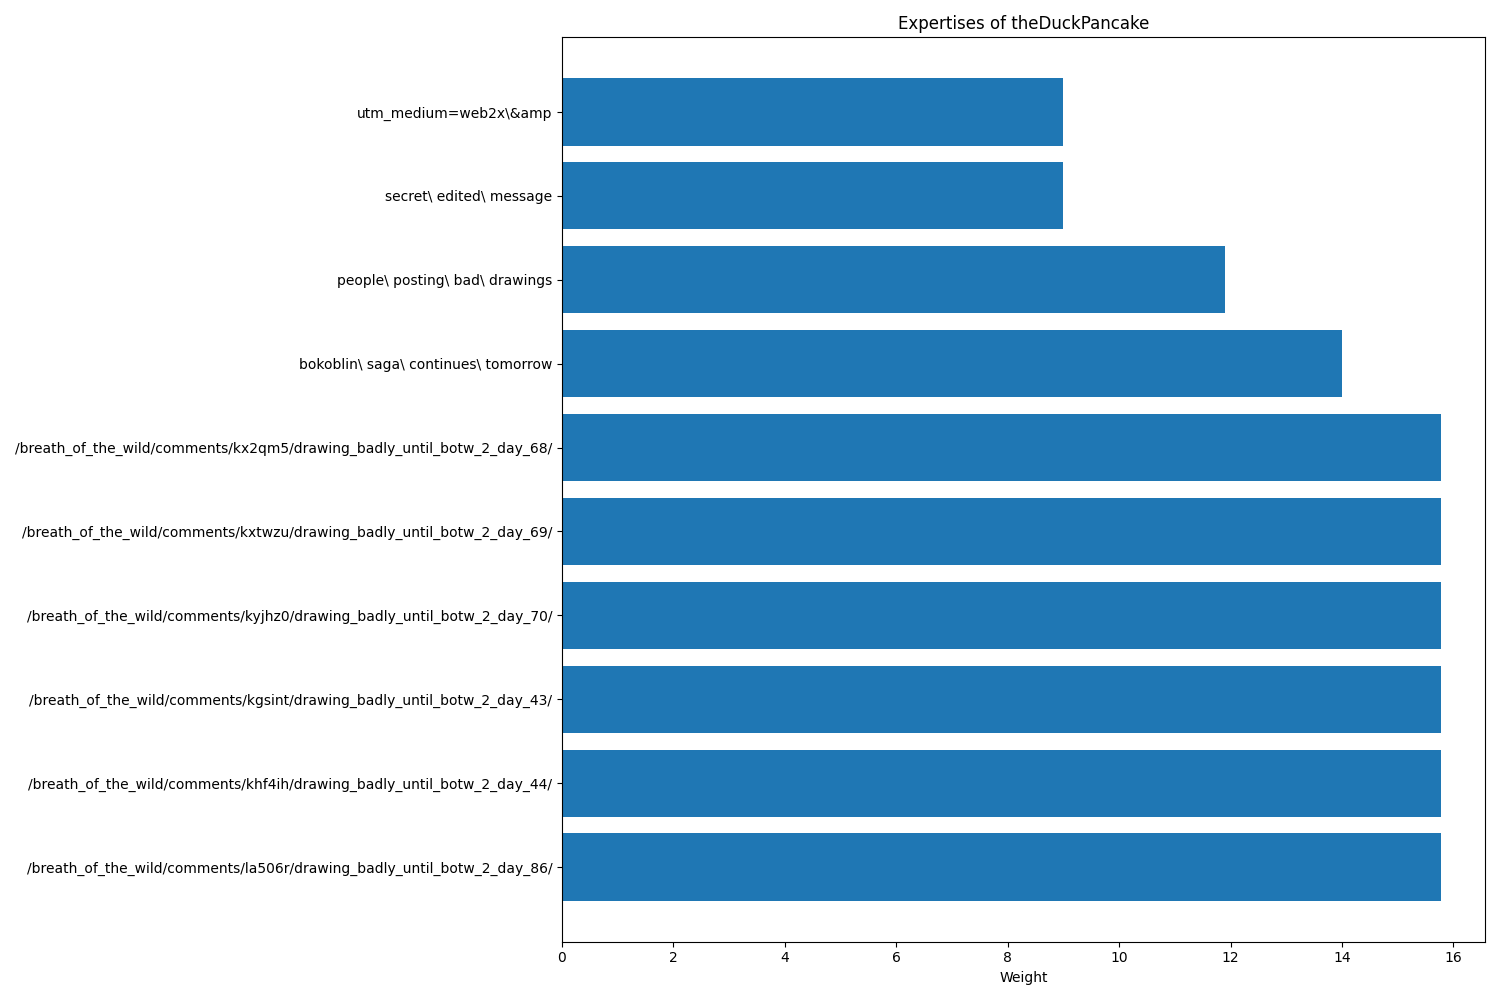 Expertises of theDuckPancake
utm_medium=web2x\&amp
secret\ edited\ message
people\ posting\ bad\ drawings
bokoblin\ saga\ continues\ tomorrow
/breath_of_the_wild/comments/kx2qm5/drawing_badly_until_botw_2_day_68/
/breath_of_the_wild/comments/kxtwzu/drawing_badly_until_botw_2_day_69/
/breath_of_the_wild/comments/kyjhz0/drawing_badly_until_botw_2_day_70/
/breath_of_the_wild/comments/kgsint/drawing_badly_until_botw_2_day_43/
/breath_of_the_wild/comments/khf4ih/drawing_badly_until_botw_2_day_44/
/breath_of_the_wild/comments/la506r/drawing_badly_until_botw_2_day_86/
0 2 4 6 8 10 12 14 16
Weight